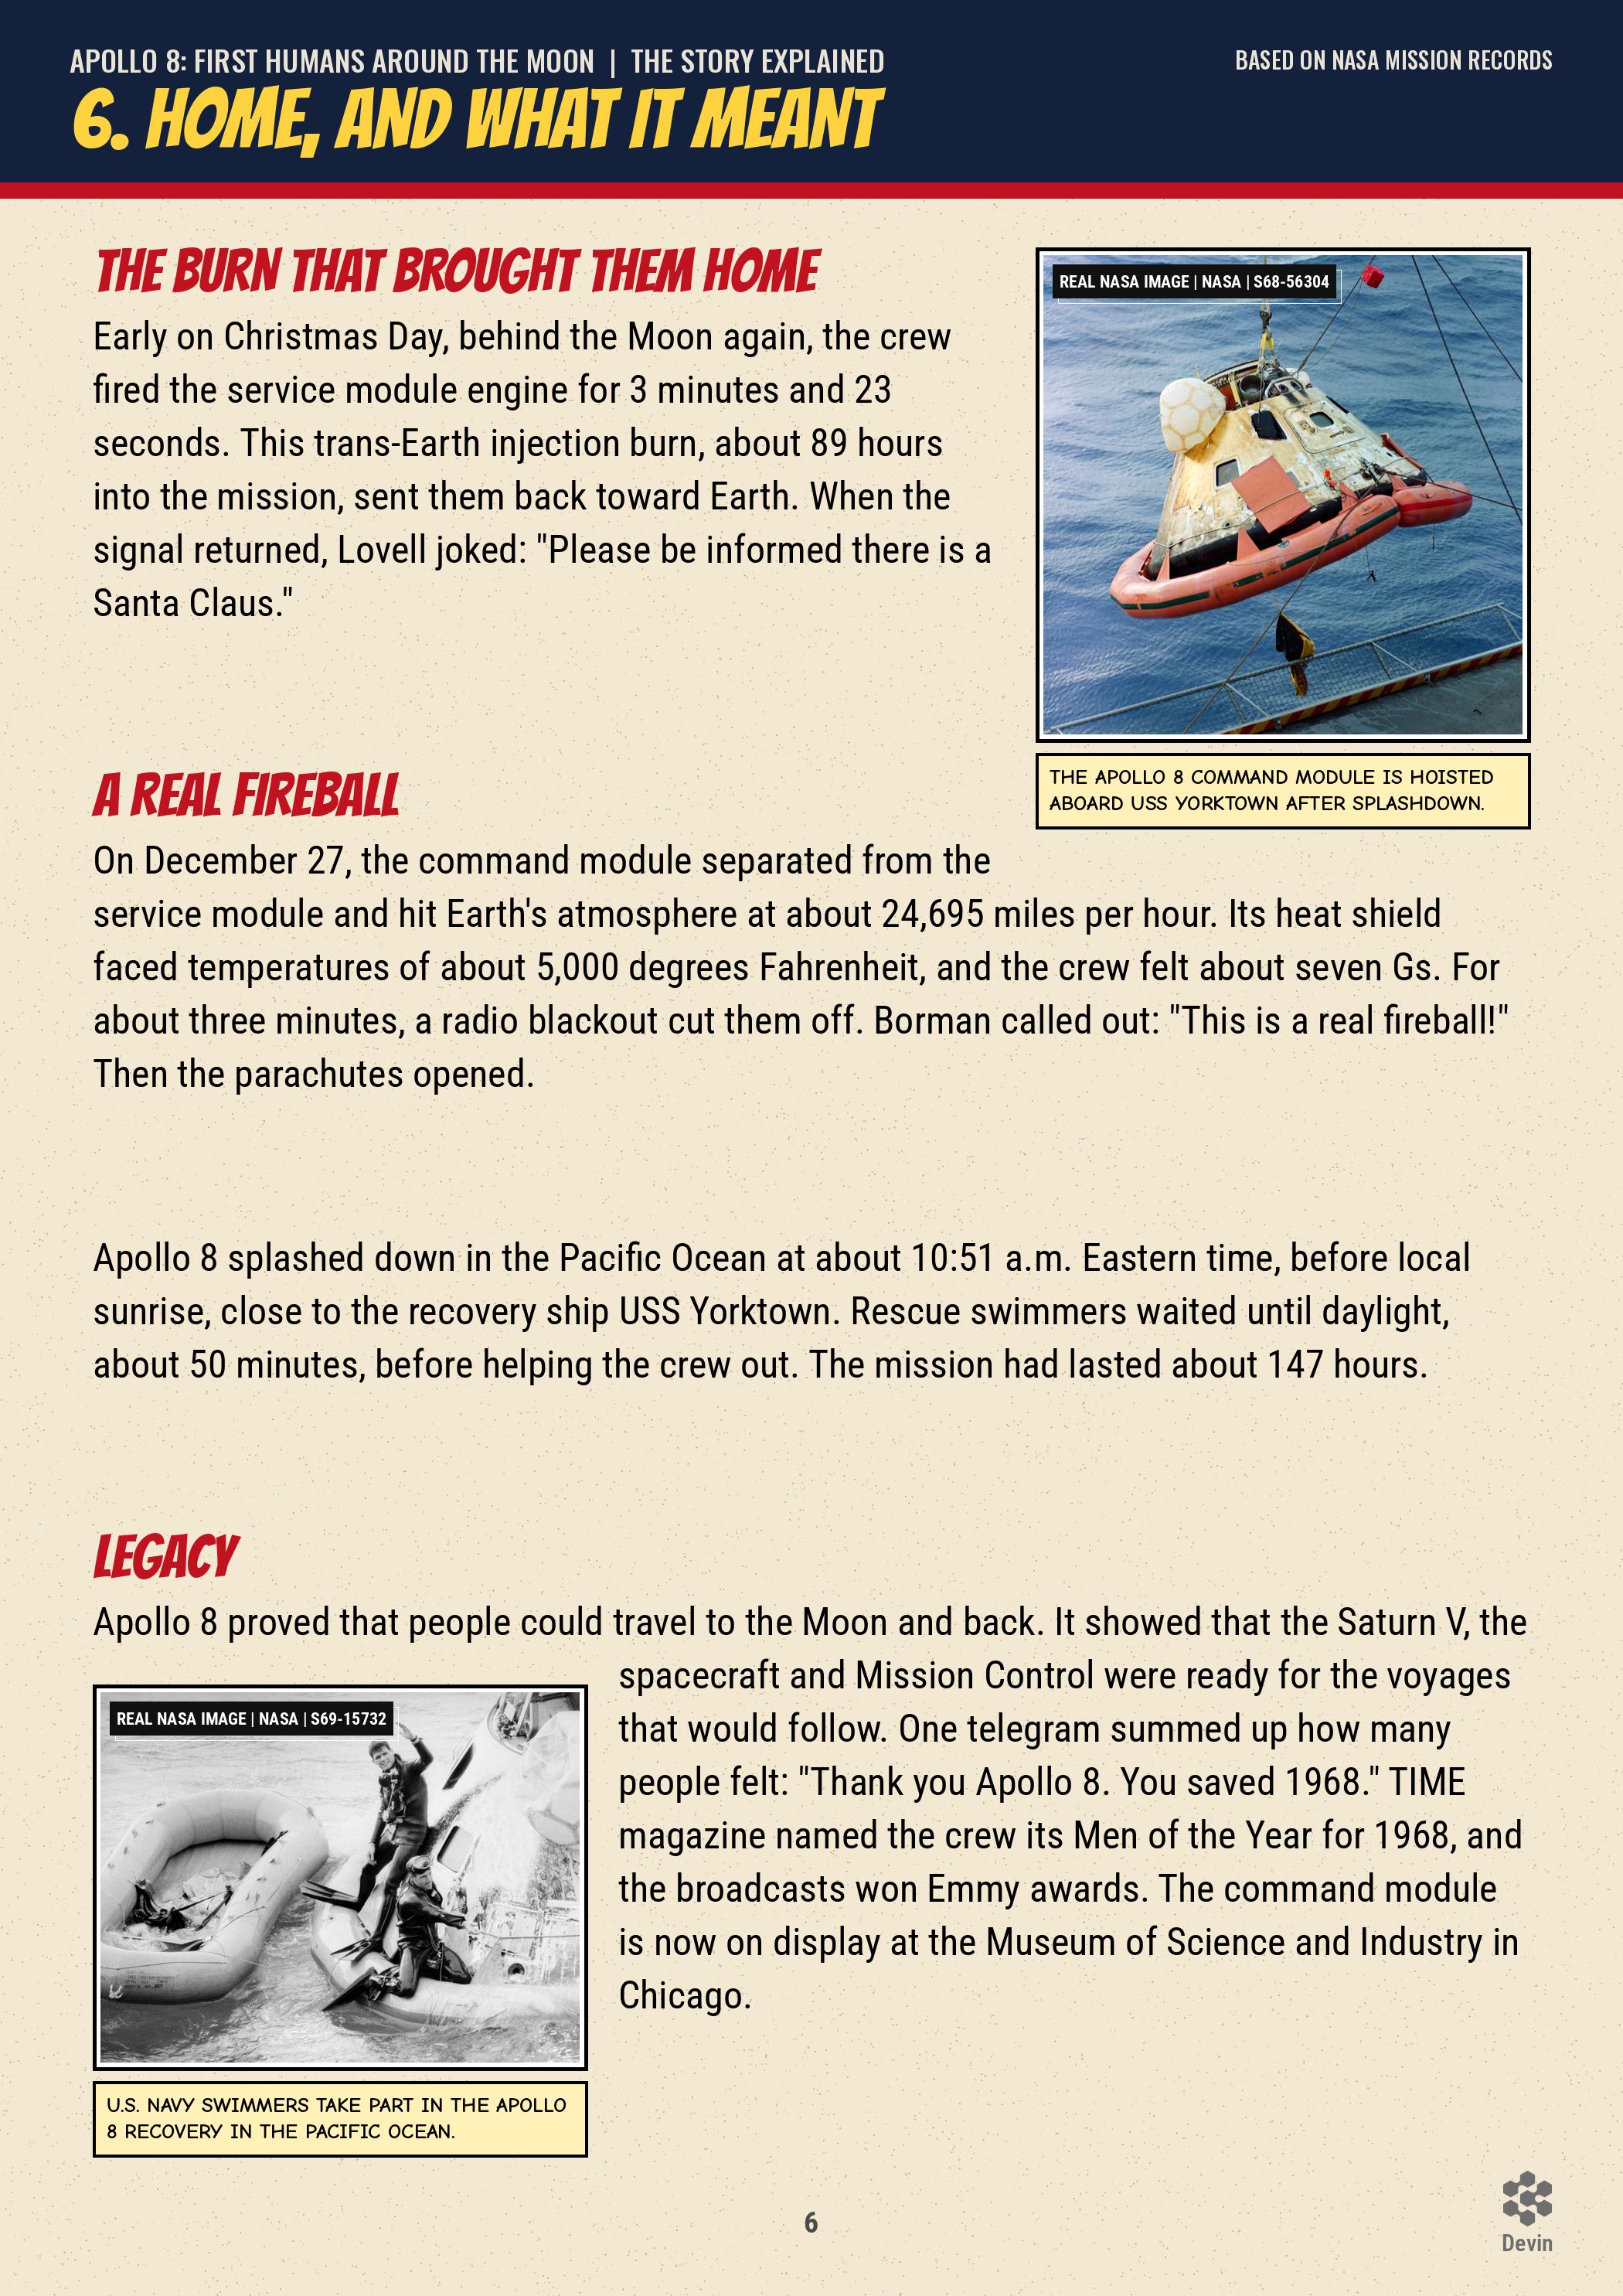 APOLLO 8: FIRST HUMANS AROUND THE MOON | THE STORY EXPLAINED
BASED ON NASA MISSION RECORDS
6. HOME, AND WHAT IT MEANT
THE BURN THAT BROUGHT THEM HOME
Early on Christmas Day, behind the Moon again, the crew
fired the service module engine for 3 minutes and 23
seconds. This trans-Earth injection burn, about 89 hours
into the mission, sent them back toward Earth. When the
signal returned, Lovell joked: "Please be informed there is a
Santa Claus."
REAL NASA IMAGE | NASA | S68-56304
THE APOLLO 8 COMMAND MODULE IS HOISTED
ABOARD USS YORKTOWN AFTER SPLASHDOWN.
A REAL FIREBALL
On December 27, the command module separated from the
service module and hit Earth's atmosphere at about 24,695 miles per hour. Its heat shield
faced temperatures of about 5,000 degrees Fahrenheit, and the crew felt about seven Gs. For
about three minutes, a radio blackout cut them off. Borman called out: "This is a real fireball!"
Then the parachutes opened.
Apollo 8 splashed down in the Pacific Ocean at about 10:51 a.m. Eastern time, before local
sunrise, close to the recovery ship USS Yorktown. Rescue swimmers waited until daylight,
about 50 minutes, before helping the crew out. The mission had lasted about 147 hours.
LEGACY
Apollo 8 proved that people could travel to the Moon and back. It showed that the Saturn V, the
spacecraft and Mission Control were ready for the voyages
that would follow. One telegram summed up how many
people felt: "Thank you Apollo 8. You saved 1968." TIME
magazine named the crew its Men of the Year for 1968, and
the broadcasts won Emmy awards. The command module
is now on display at the Museum of Science and Industry in
Chicago.
REAL NASA IMAGE | NASA | S69-15732
U.S. NAVY SWIMMERS TAKE PART IN THE APOLLO
8 RECOVERY IN THE PACIFIC OCEAN.
6
Devin